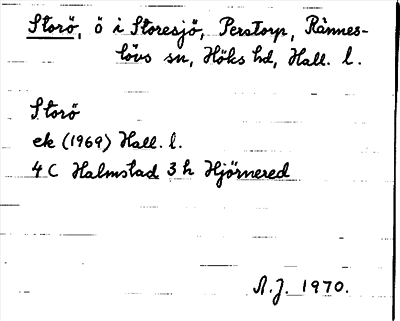 Storö, ö i Storesjö, Perstorp, Rännes-
lövs sn, Höks hd, Hall. l.
Storö
ek (1969) Hall. l.
4 C Halmstad 3 h Hjörnered
A.J. 1970.